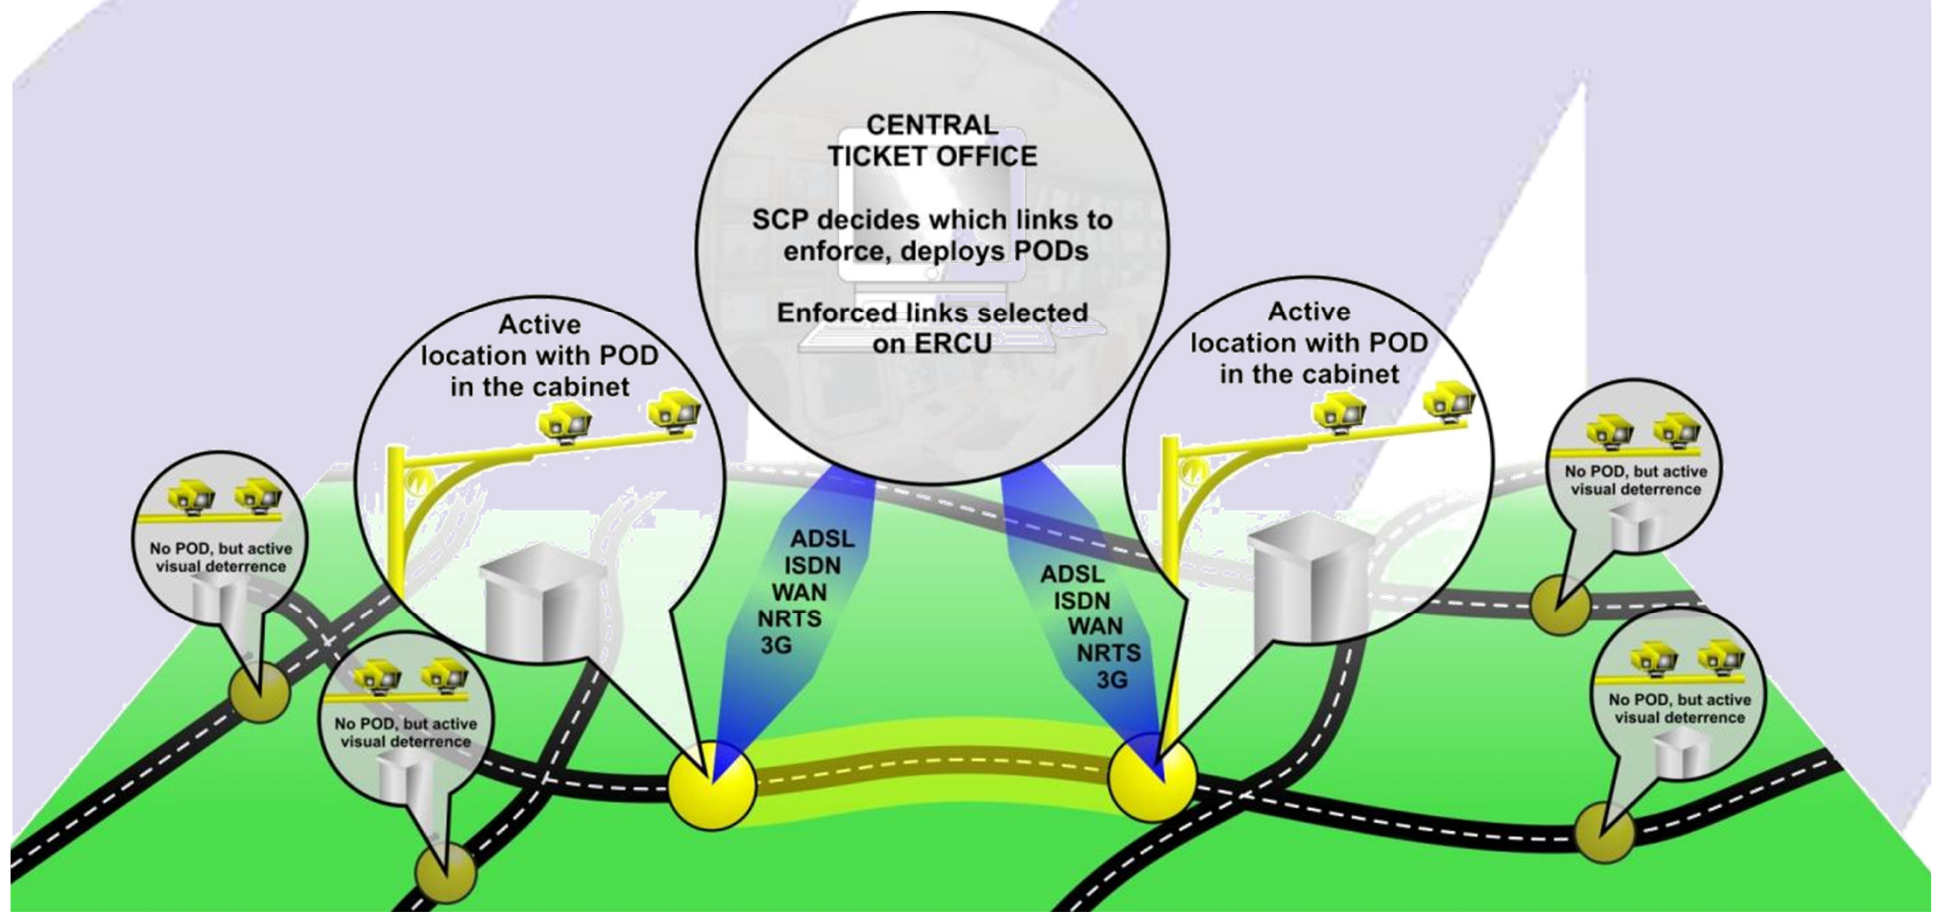 CENTRAL
TICKET OFFICE
SCP decides which links to
enforce, deploys PODs
Enforced links selected
on ERCU
Active
location with POD
in the cabinet
Active
location with POD
in the cabinet
No POD, but active
visual deterrence
No POD, but active
visual deterrence
ADSL
ISDN
WAN
NRTS
3G
ADSL
ISDN
WAN
NRTS
3G
No POD, but active
visual deterrence
No POD, but active
visual deterrence